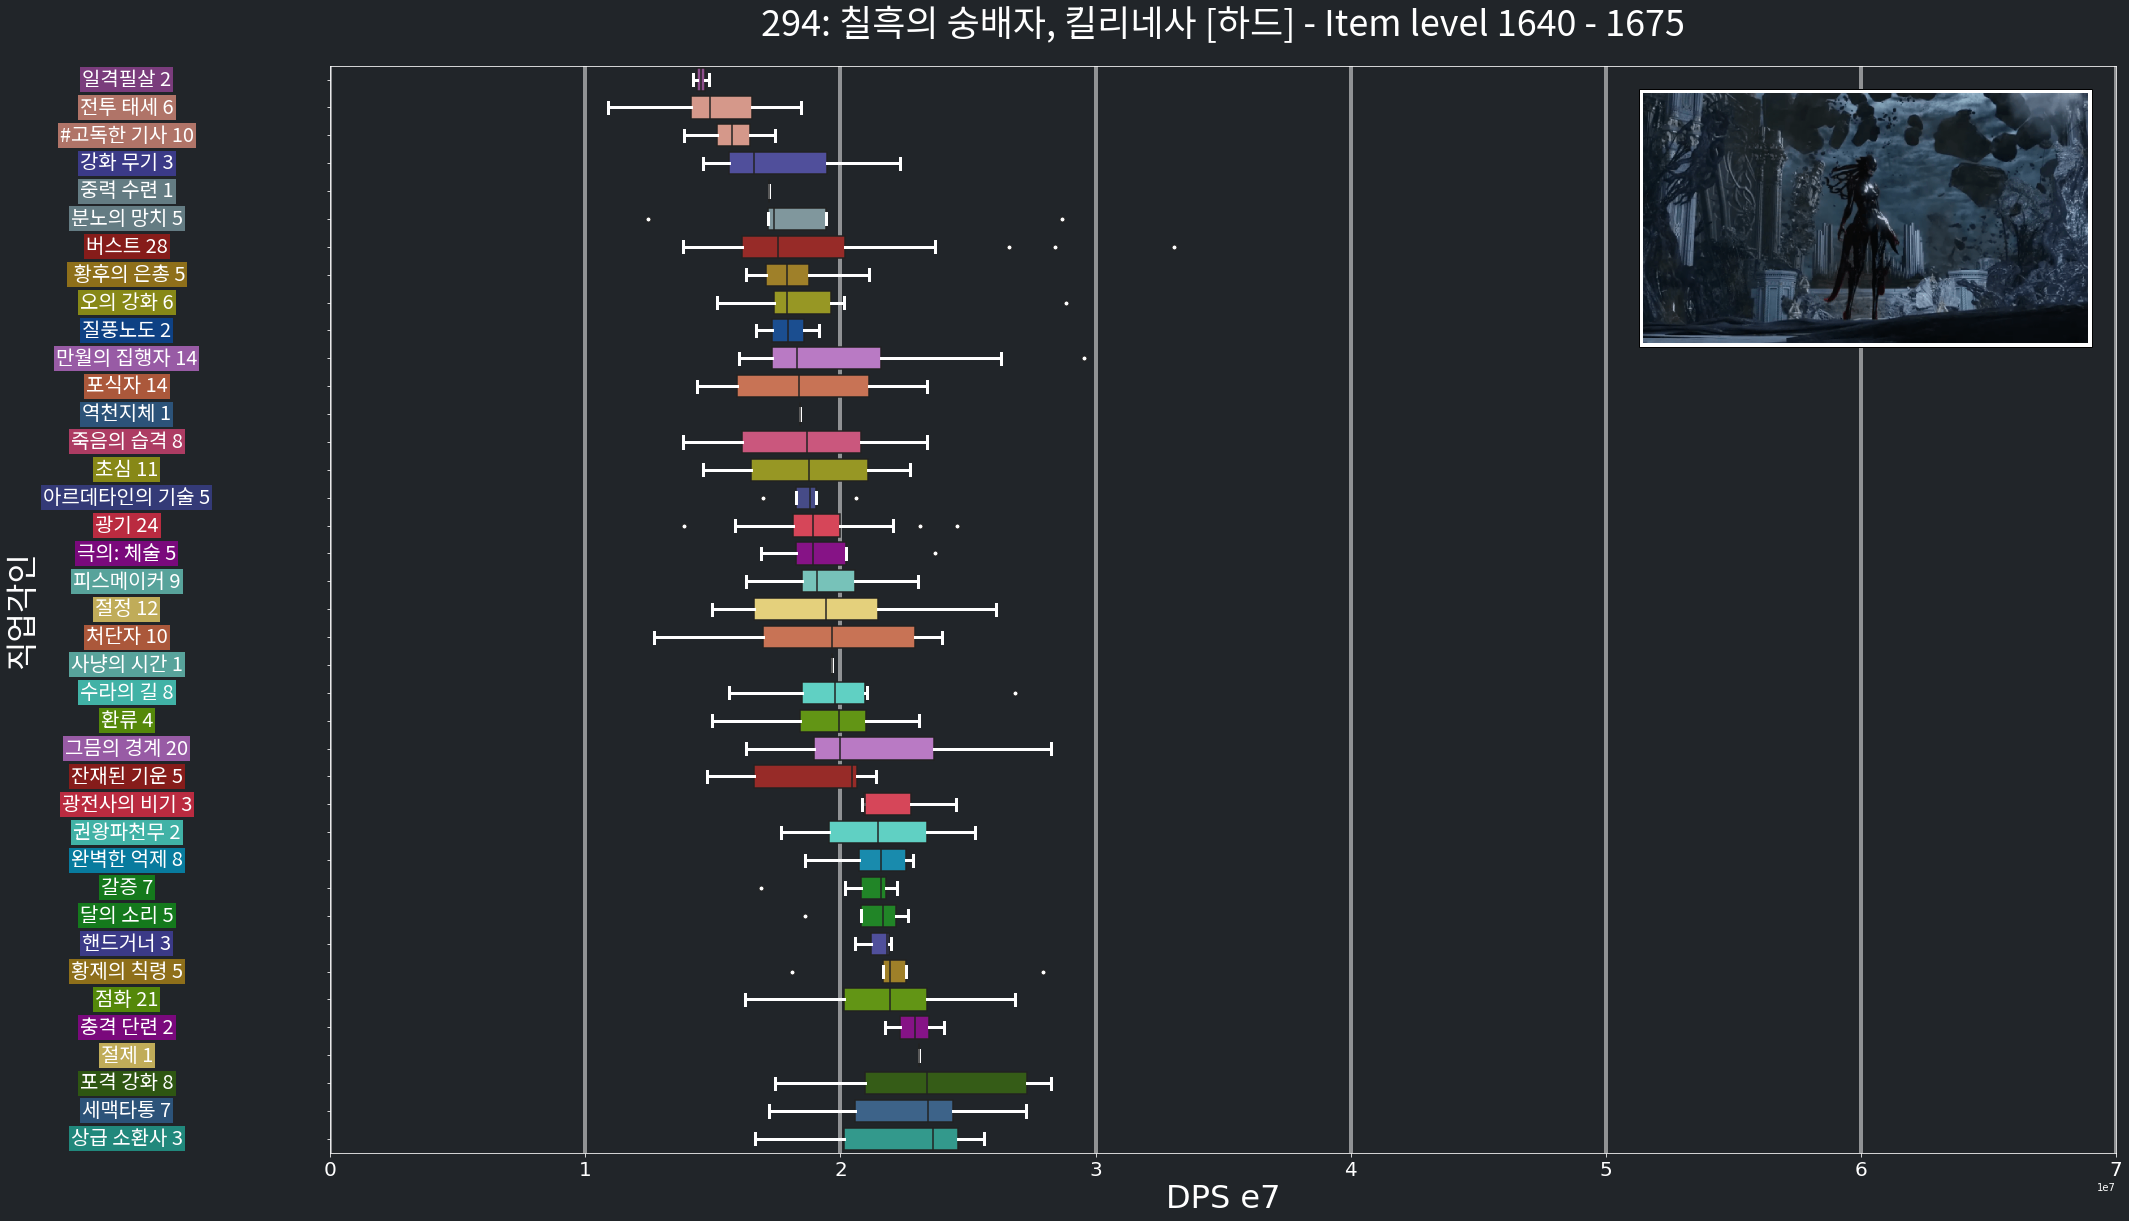 294: 칠흑의 숭배자, 킬리네사 [하드] - Item level 1640 - 1675
직업각인
일격필살 2
전투 태세 6
#고독한 기사 10
강화 무기 3
중력 수련 1
분노의 망치 5
버스트 28
황후의 은총 5
오의 강화 6
질풍노도 2
만월의 집행자 14
포식자 14
역천지체 1
죽음의 습격 8
초심 11
아르데타인의 기술 5
광기 24
극의: 체술 5
피스메이커 9
절정 12
처단자 10
사냥의 시간 1
수라의 길 8
환류 4
그믐의 경계 20
잔재된 기운 5
광전사의 비기 3
권왕파천무 2
완벽한 억제 8
갈증 7
달의 소리 5
핸드거너 3
황제의 칙령 5
점화 21
충격 단련 2
절제 1
포격 강화 8
세맥타통 7
상급 소환사 3
0 1 2 3 4 5 6 7
1e7
DPS e7